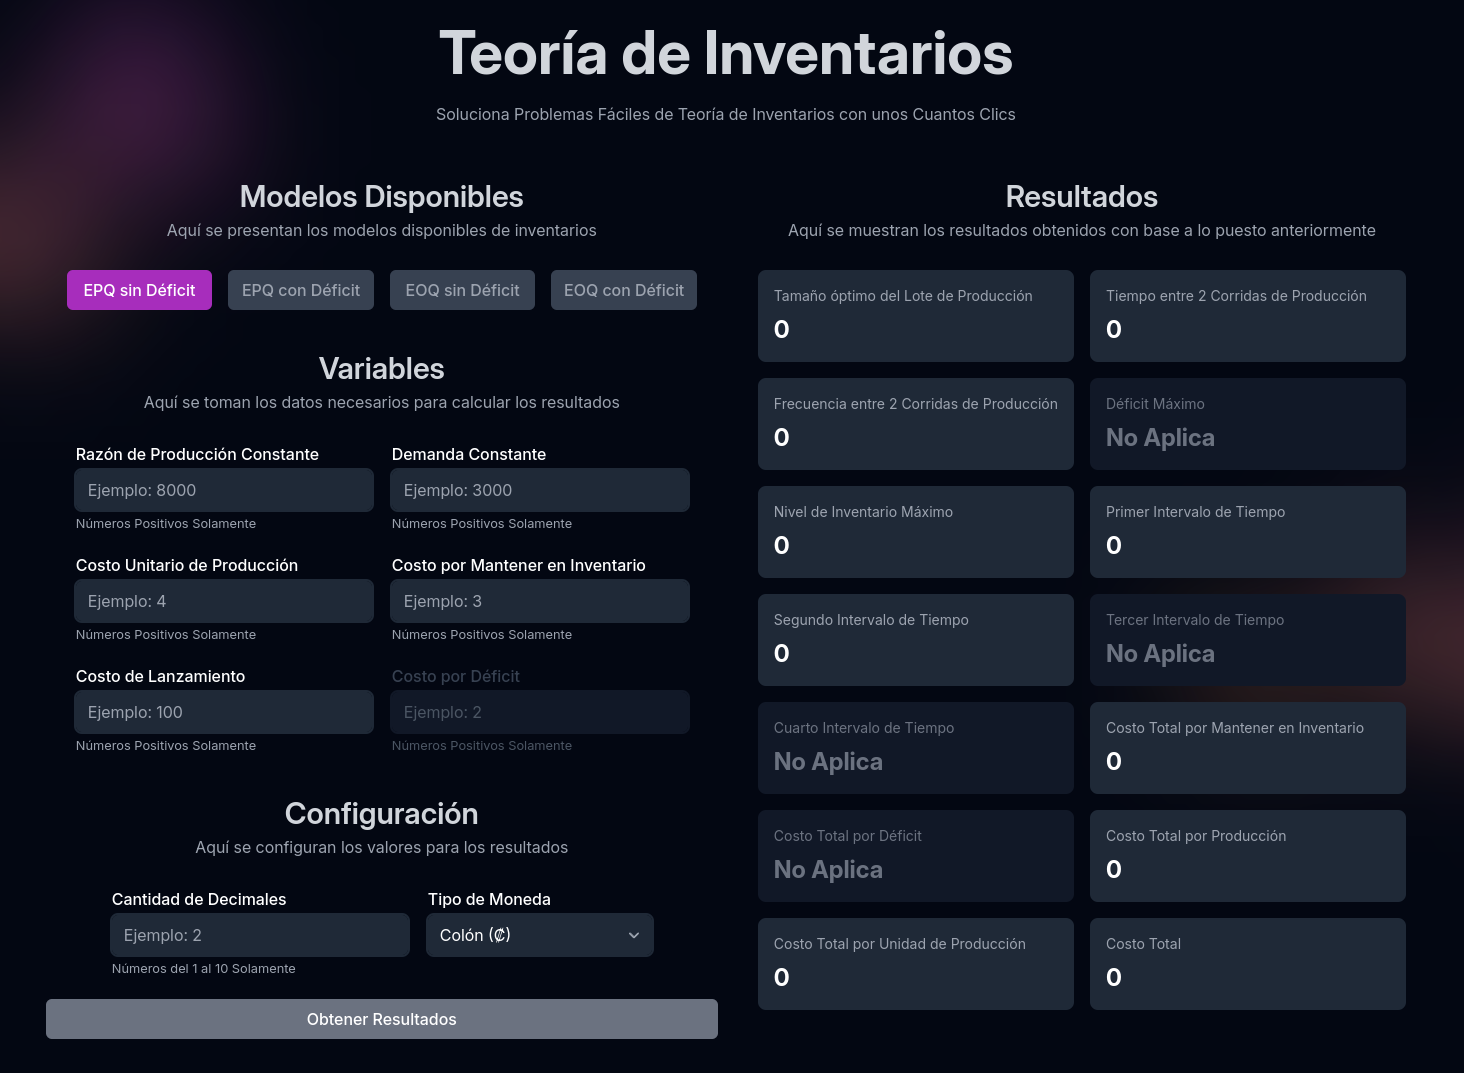 Teoría de Inventarios
Soluciona Problemas Fáciles de Teoría de Inventarios con unos Cuantos Clics
Modelos Disponibles
Aquí se presentan los modelos disponibles de inventarios
EPQ sin Déficit
EPQ con Déficit
EOQ sin Déficit
EOQ con Déficit
Variables
Aquí se toman los datos necesarios para calcular los resultados
Razón de Producción Constante
Ejemplo: 8000
Números Positivos Solamente
Demanda Constante
Ejemplo: 3000
Números Positivos Solamente
Costo Unitario de Producción
Ejemplo: 4
Números Positivos Solamente
Costo por Mantener en Inventario
Ejemplo: 3
Números Positivos Solamente
Costo de Lanzamiento
Ejemplo: 100
Números Positivos Solamente
Costo por Déficit
Ejemplo: 2
Números Positivos Solamente
Configuración
Aquí se configuran los valores para los resultados
Cantidad de Decimales
Ejemplo: 2
Números del 1 al 10 Solamente
Tipo de Moneda
Colón (₡)
Obtener Resultados
Resultados
Aquí se muestran los resultados obtenidos con base a lo puesto anteriormente
Tamaño óptimo del Lote de Producción
0
Tiempo entre 2 Corridas de Producción
0
Frecuencia entre 2 Corridas de Producción
0
Déficit Máximo
No Aplica
Nivel de Inventario Máximo
0
Primer Intervalo de Tiempo
0
Segundo Intervalo de Tiempo
0
Tercer Intervalo de Tiempo
No Aplica
Cuarto Intervalo de Tiempo
No Aplica
Costo Total por Mantener en Inventario
0
Costo Total por Déficit
No Aplica
Costo Total por Producción
0
Costo Total por Unidad de Producción
0
Costo Total
0